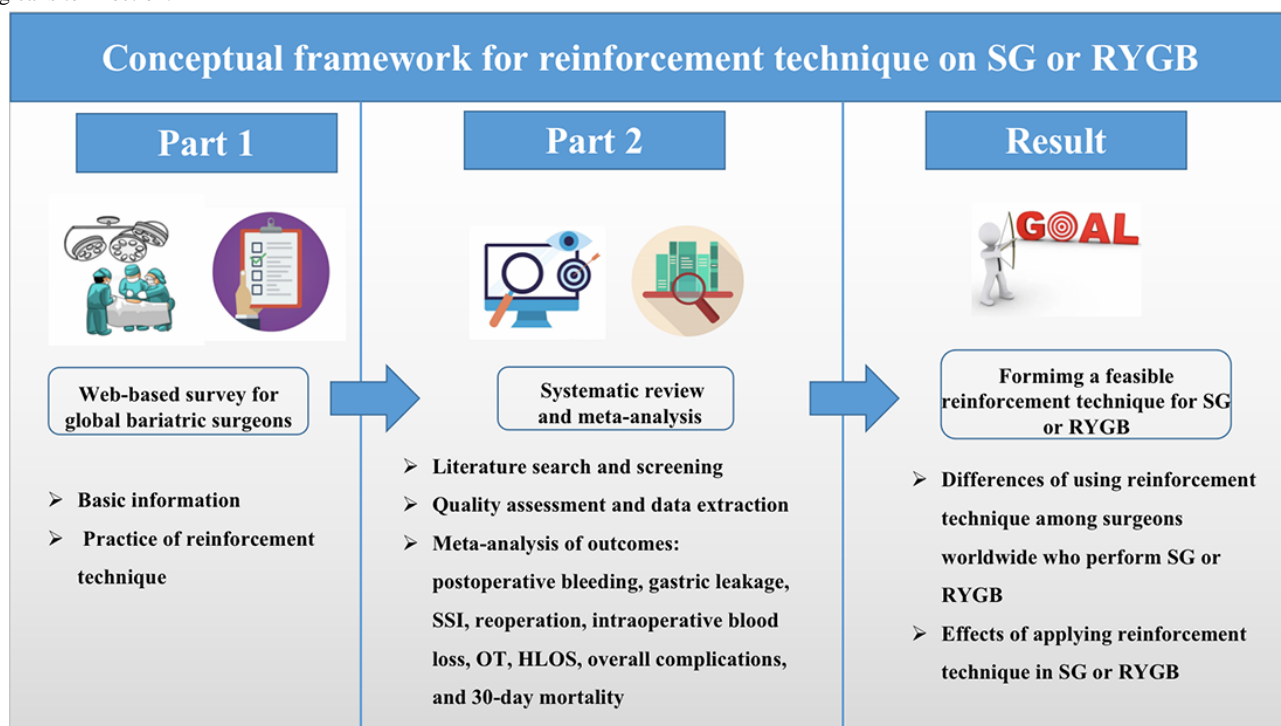 Conceptual framework for reinforcement technique on SG or RYGB
Part 1
Web-based survey for
global bariatric surgeons
➢ Basic information
➢ Practice of reinforcement
technique
Part 2
Systematic review
and meta-analysis
➢ Literature search and screening
➢ Quality assessment and data extraction
➢ Meta-analysis of outcomes:
postoperative bleeding, gastric leakage,
SSI, reoperation, intraoperative blood
loss, OT, HLOS, overall complications,
and 30-day mortality
Result
GOAL
Formimg a feasible
reinforcement technique for SG
or RYGB
➢ Differences of using reinforcement
technique among surgeons
worldwide who perform SG or
RYGB
➢ Effects of applying reinforcement
technique in SG or RYGB